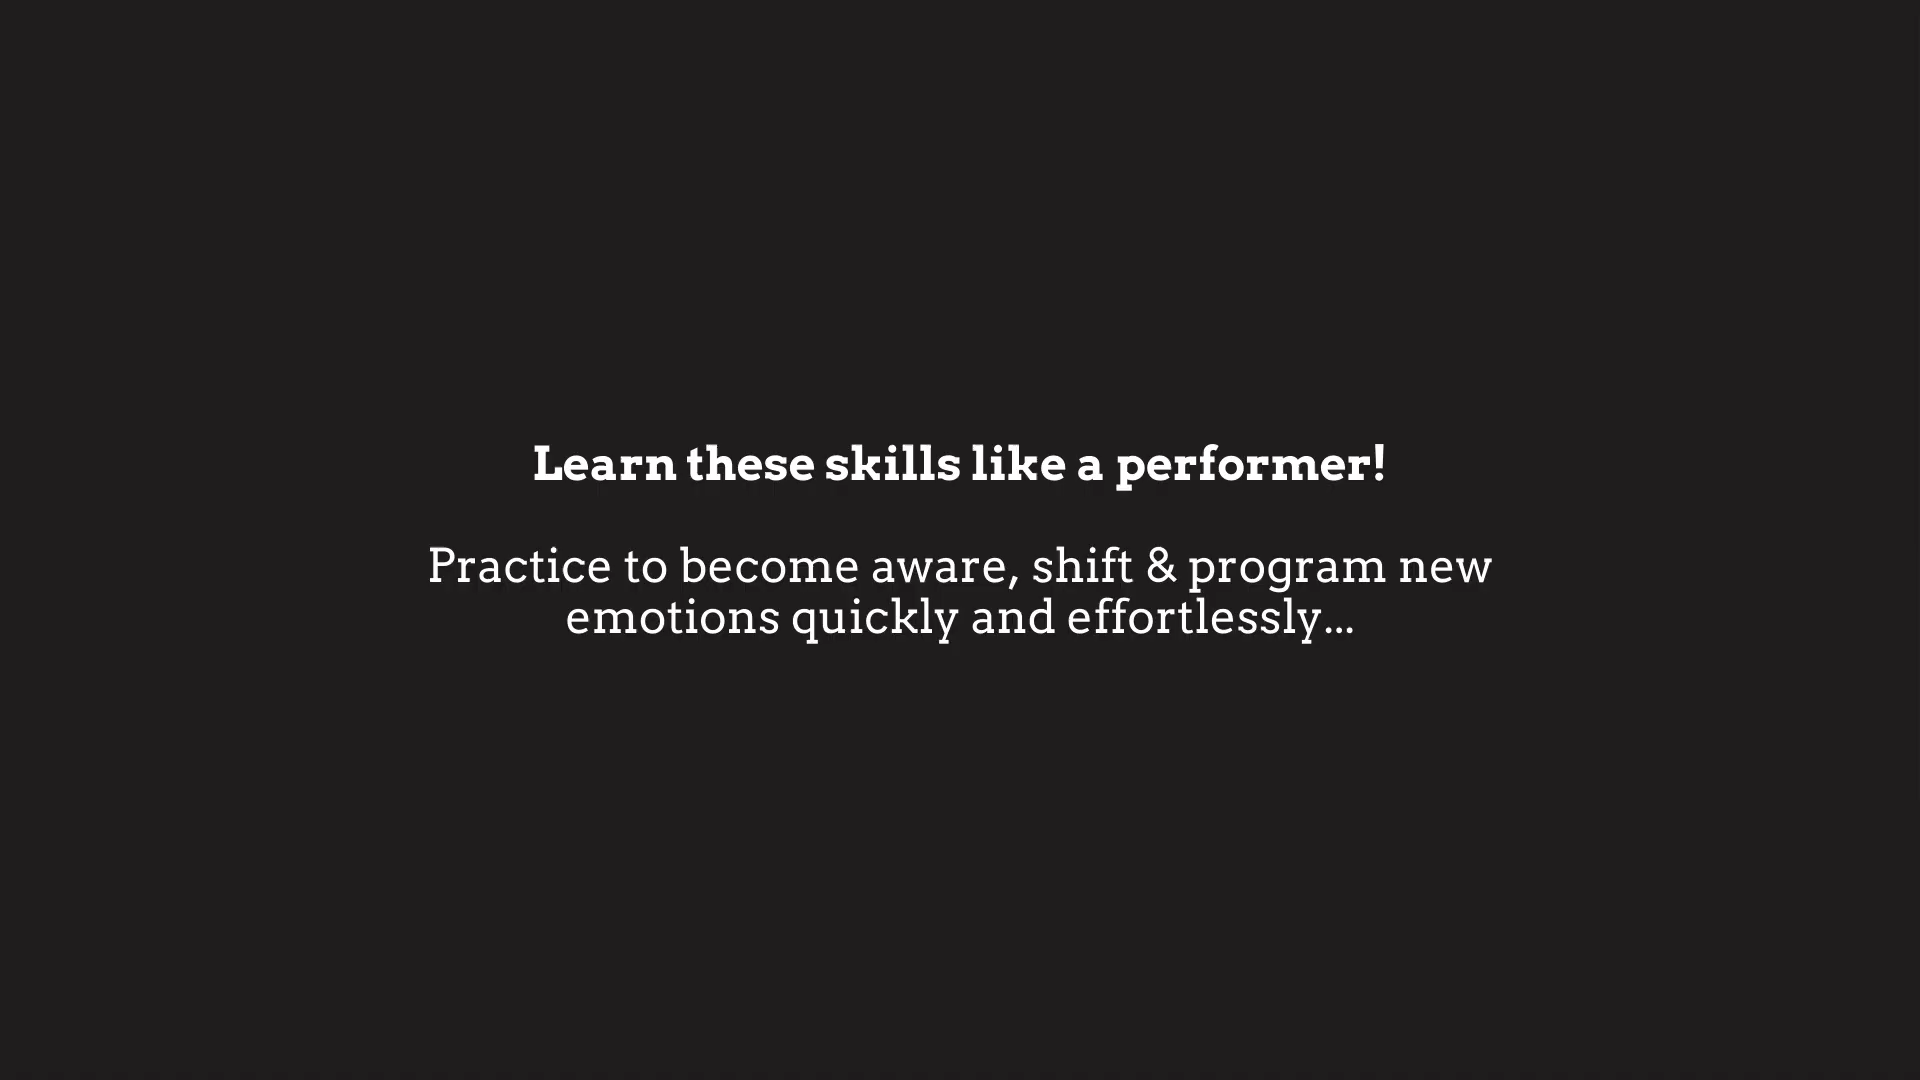 Learn these skills like a performer!
Practice to become aware, shift & program new
emotions quickly and effortlessly...